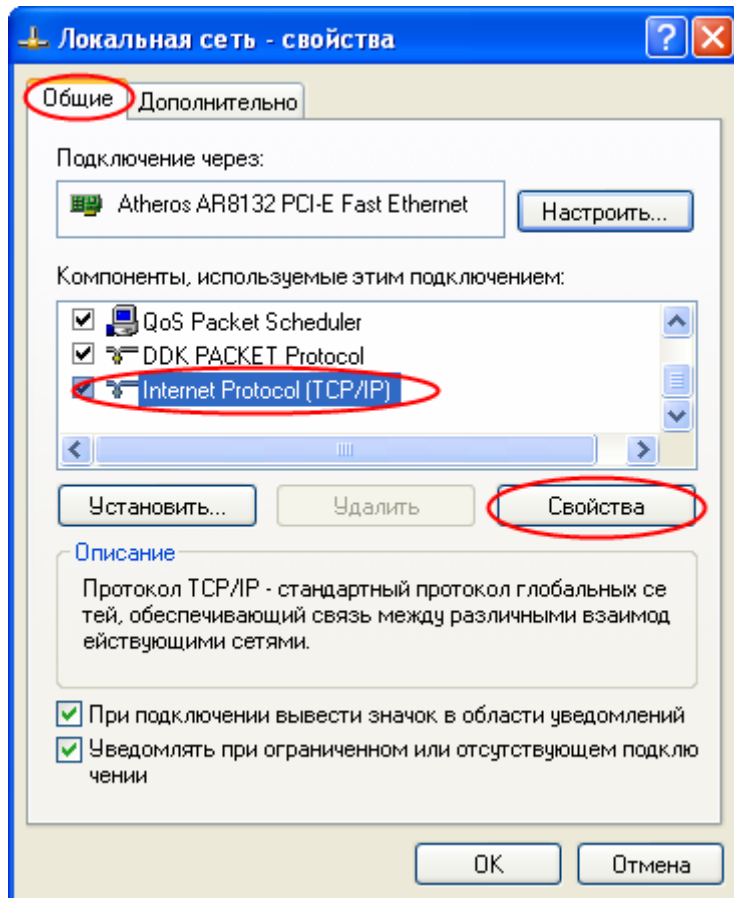 Локальная сеть - свойства
Общие
Дополнительно
Подключение через:
Atheros AR8132 PCI-E Fast Ethernet
Настроить...
Компоненты, используемые этим подключением:
QoS Packet Scheduler
DDK PACKET Protocol
Internet Protocol (TCP/IP)
Установить...
Удалить
Свойства
Описание
Протокол TCP/IP - стандартный протокол глобальных се
тей, обеспечивающий связь между различными взаимод
ействующими сетями.
При подключении вывести значок в области уведомлений
Уведомлять при ограниченном или отсутствующем подклю
чении
OK
Отмена